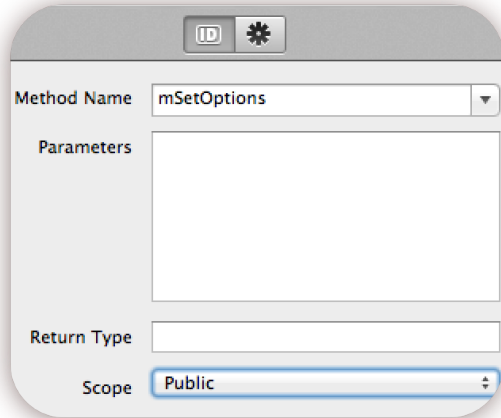 ID
Method Name mSetOptions
Parameters
Return Type
Scope Public